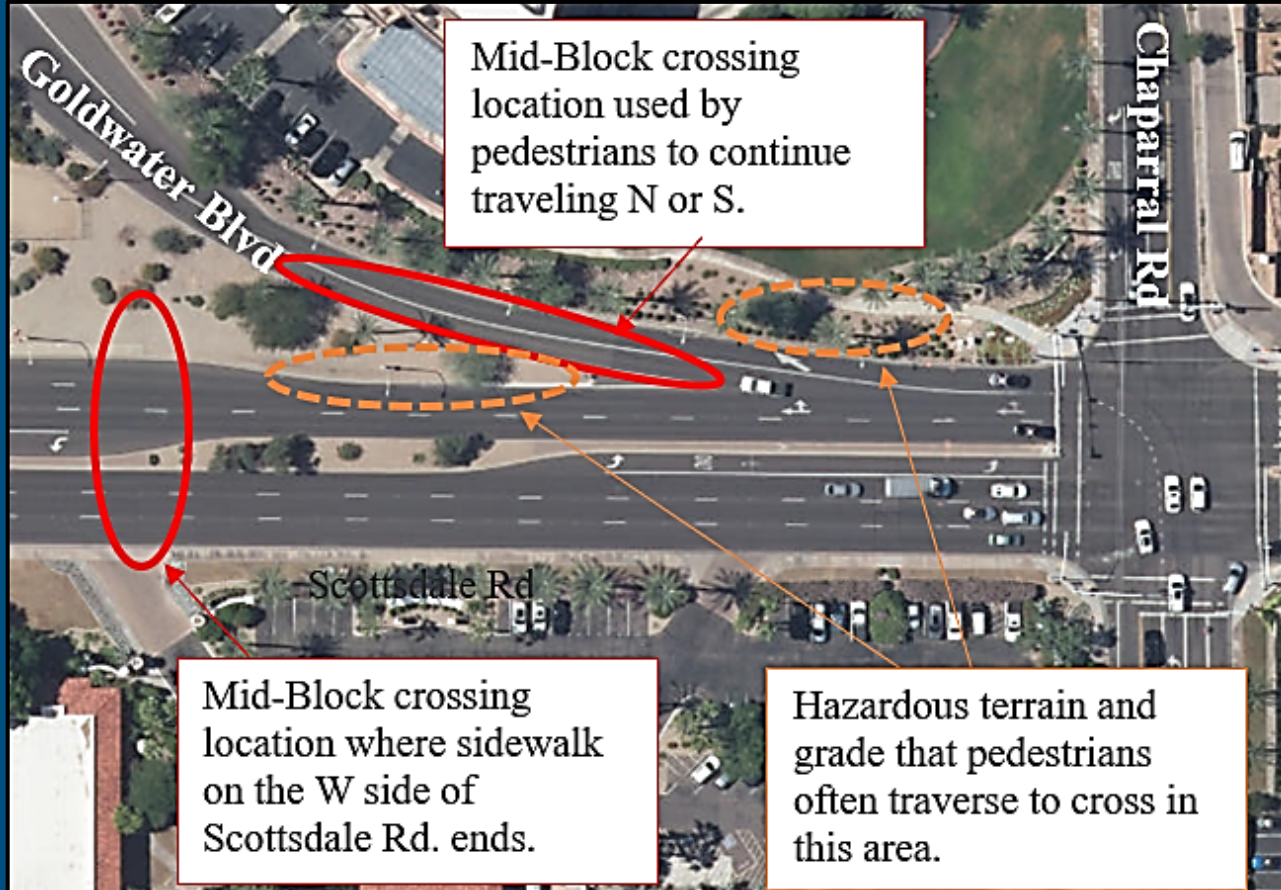 Mid-Block crossing
location used by
pedestrians to continue
traveling N or S.
Goldwater Blvd
Chaparral Rd
Scottsdale Rd
Mid-Block crossing
location where sidewalk
on the W side of
Scottsdale Rd. ends.
Hazardous terrain and
grade that pedestrians
often traverse to cross in
this area.